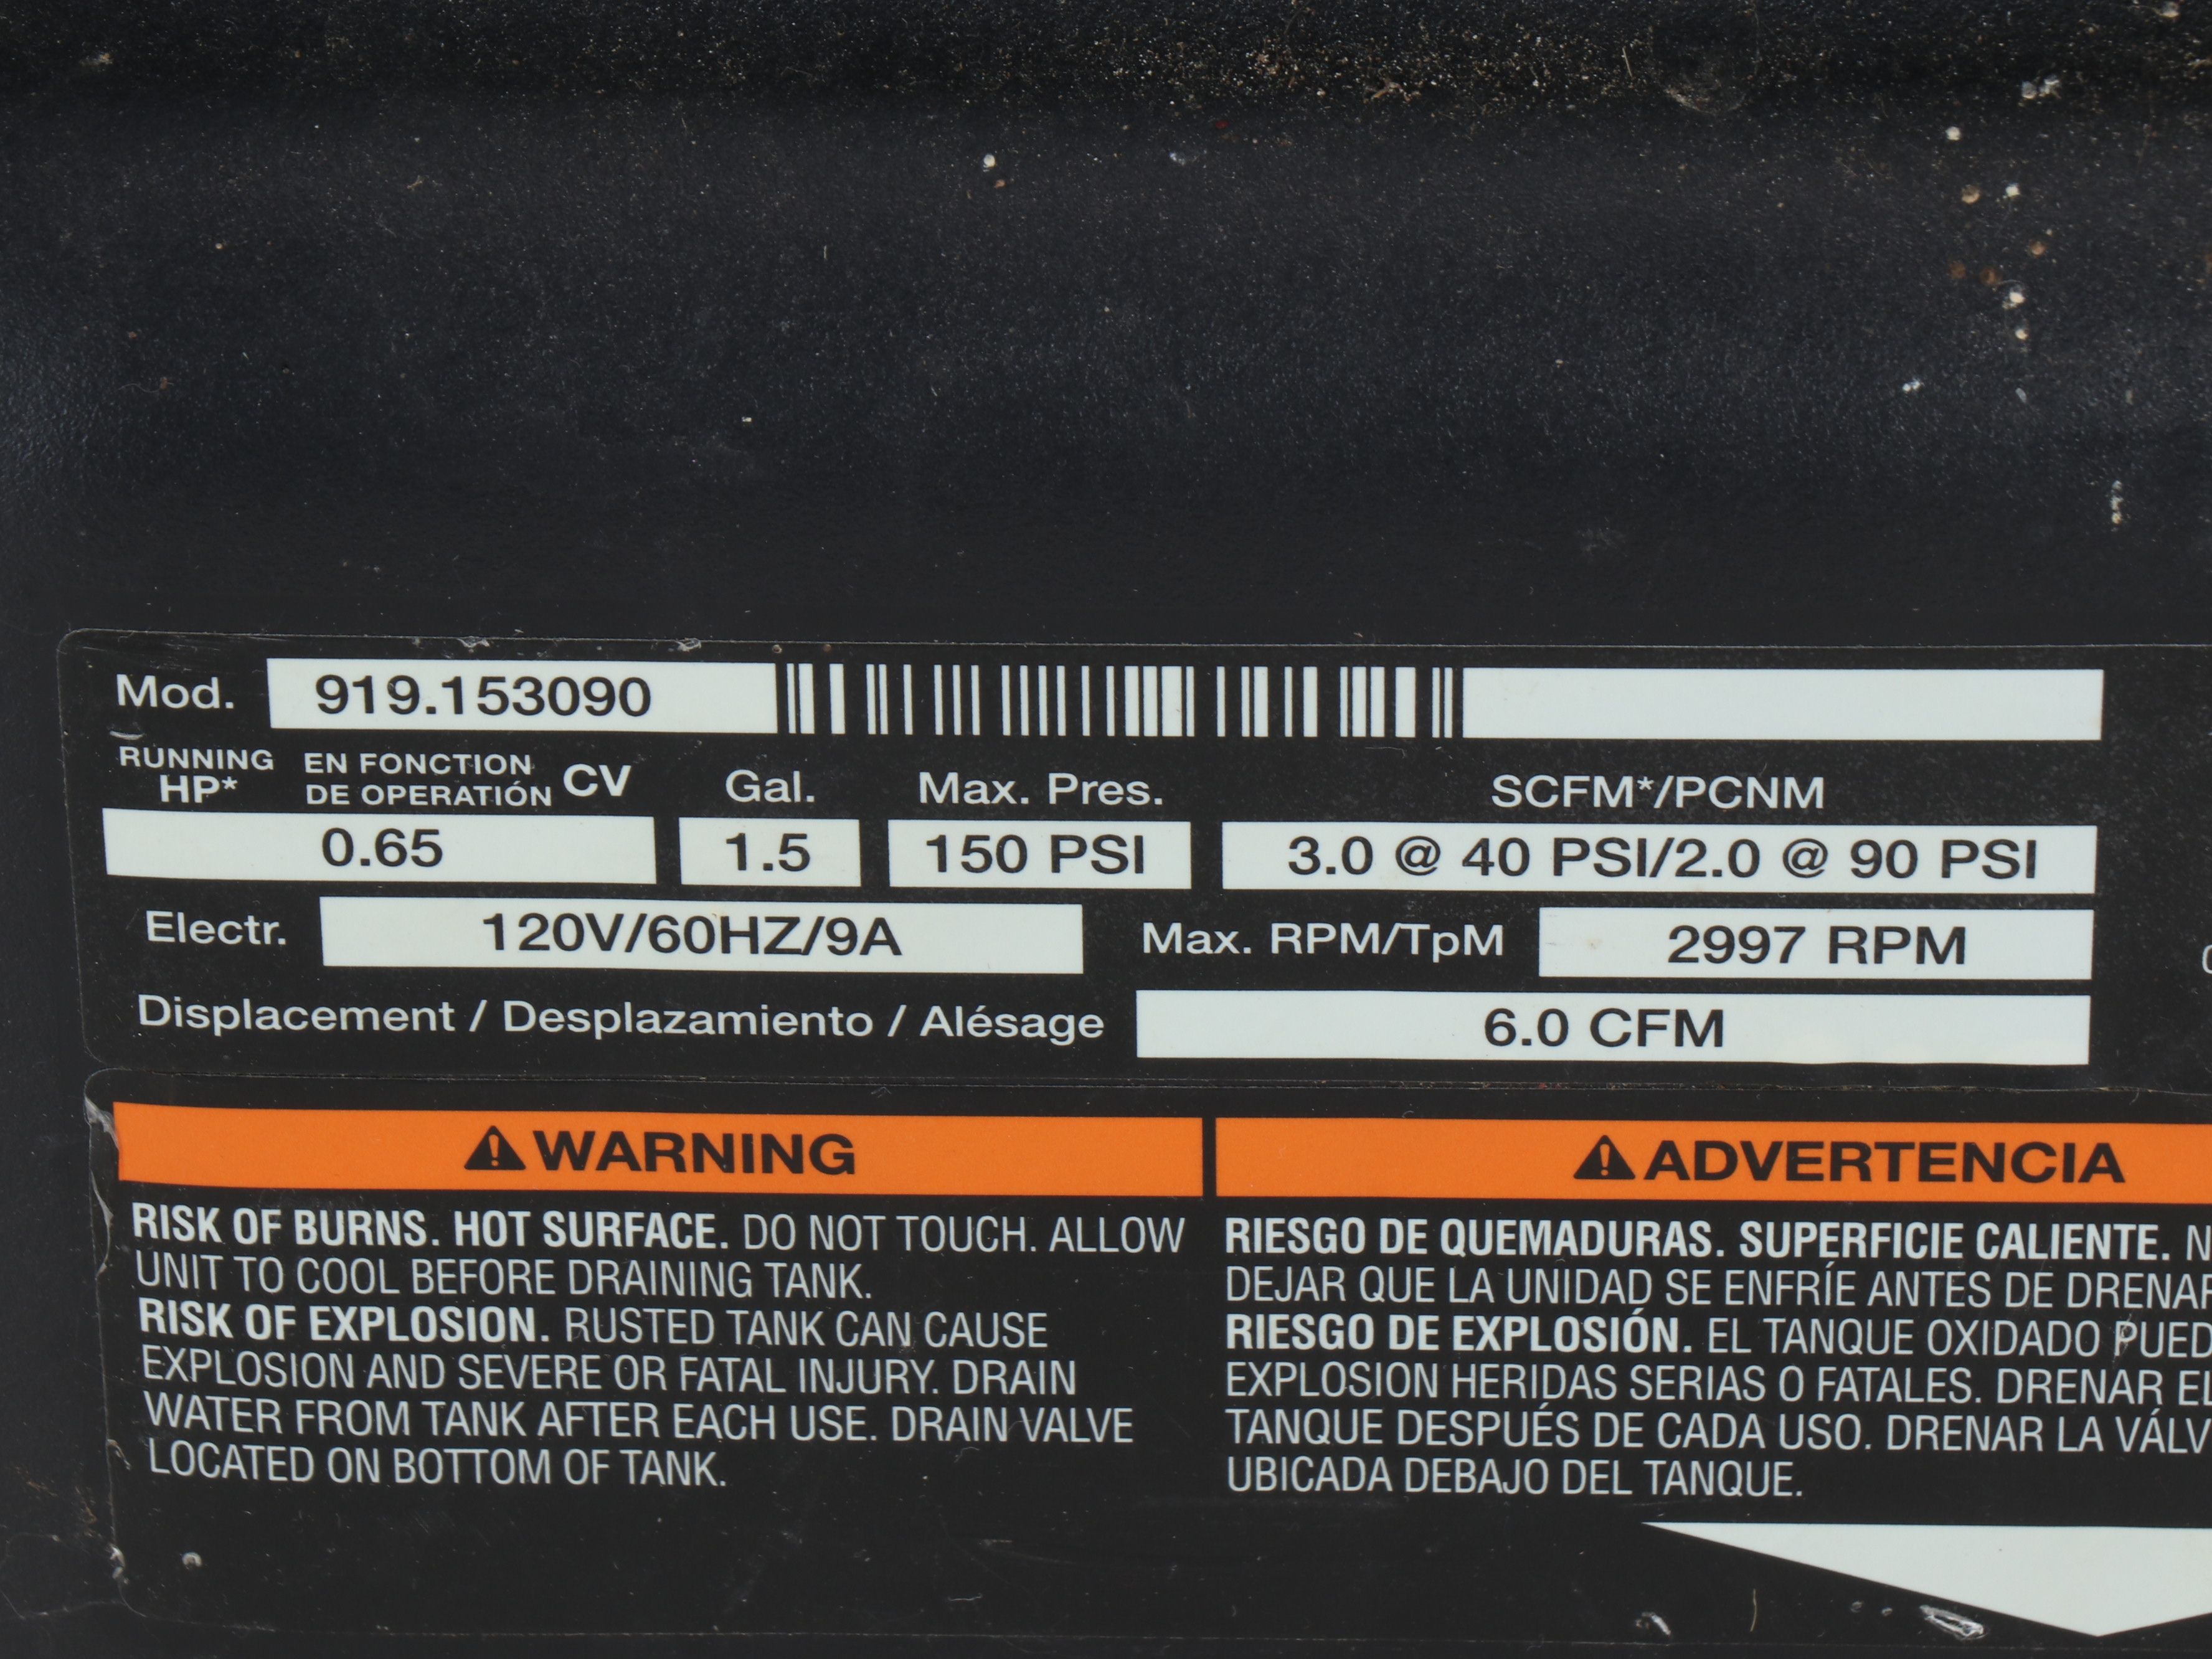 Mod. 919.153090
RUNNING HP* EN FONCTION DE OPERATIÓN CV Gal. Max. Pres. SCFM*/PCNM
0.65 1.5 150 PSI 3.0 @ 40 PSI/2.0 @ 90 PSI
Electr. 120V/60HZ/9A Max. RPM/TpM 2997 RPM
Displacement / Desplazamiento / Alésage 6.0 CFM
WARNING
RISK OF BURNS. HOT SURFACE. DO NOT TOUCH. ALLOW
UNIT TO COOL BEFORE DRAINING TANK.
RISK OF EXPLOSION. RUSTED TANK CAN CAUSE
EXPLOSION AND SEVERE OR FATAL INJURY. DRAIN
WATER FROM TANK AFTER EACH USE. DRAIN VALVE
LOCATED ON BOTTOM OF TANK.
ADVERTENCIA
RIESGO DE QUEMADURAS. SUPERFICIE CALIENTE.
DEJAR QUE LA UNIDAD SE ENFRÍE ANTES DE DRENAR
RIESGO DE EXPLOSIÓN. EL TANQUE OXIDADO PUED
EXPLOSION HERIDAS SERIAS O FATALES. DRENAR EL
TANQUE DESPUÉS DE CADA USO. DRENAR LA VÁLV
UBICADA DEBAJO DEL TANQUE.